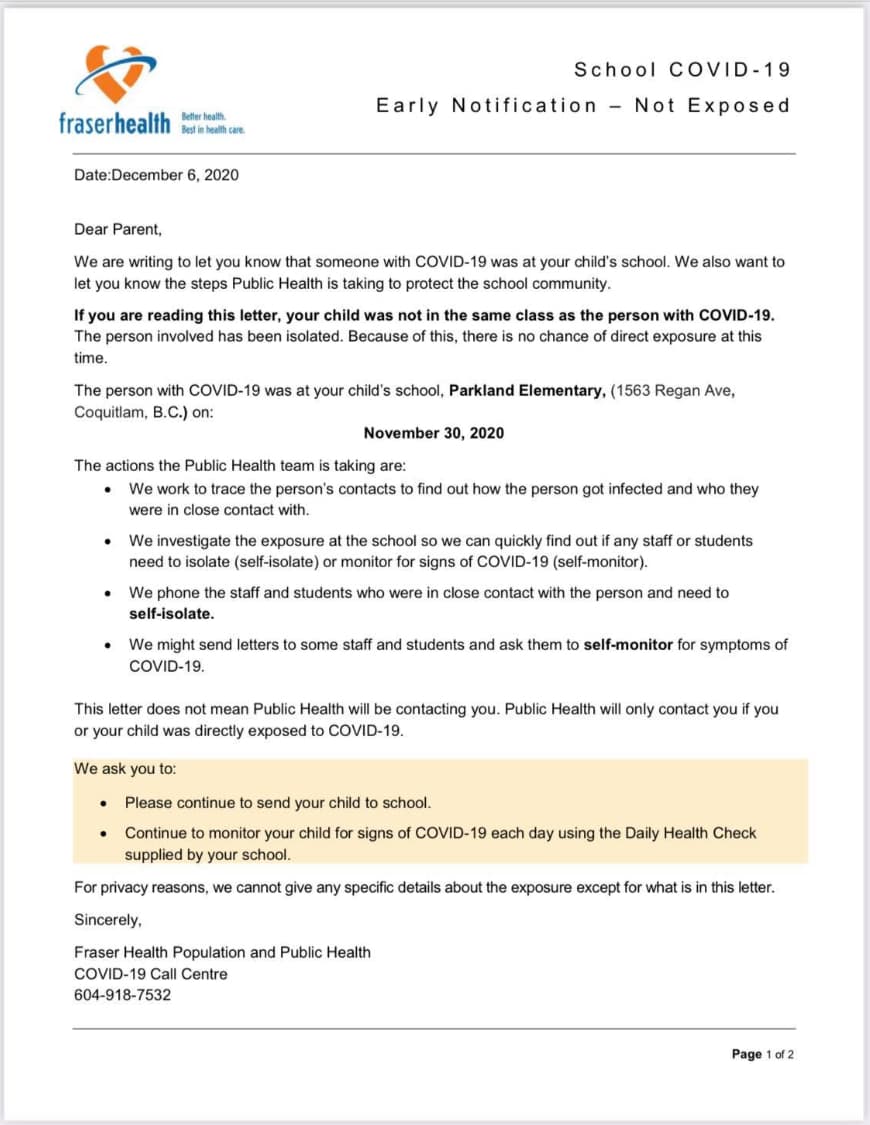 School COVID-19
Early Notification – Not Exposed
fraserhealth
Better health.
Best in health care.
Date:December 6, 2020
Dear Parent,
We are writing to let you know that someone with COVID-19 was at your child's school. We also want to
let you know the steps Public Health is taking to protect the school community.
If you are reading this letter, your child was not in the same class as the person with COVID-19.
The person involved has been isolated. Because of this, there is no chance of direct exposure at this
time.
The person with COVID-19 was at your child's school, Parkland Elementary, (1563 Regan Ave,
Coquitlam, B.C.) on:
November 30, 2020
The actions the Public Health team is taking are:
• We work to trace the person's contacts to find out how the person got infected and who they
were in close contact with.
• We investigate the exposure at the school so we can quickly find out if any staff or students
need to isolate (self-isolate) or monitor for signs of COVID-19 (self-monitor).
• We phone the staff and students who were in close contact with the person and need to
self-isolate.
• We might send letters to some staff and students and ask them to self-monitor for symptoms of
COVID-19.
This letter does not mean Public Health will be contacting you. Public Health will only contact you if you
or your child was directly exposed to COVID-19.
We ask you to:
• Please continue to send your child to school.
• Continue to monitor your child for signs of COVID-19 each day using the Daily Health Check
supplied by your school.
For privacy reasons, we cannot give any specific details about the exposure except for what is in this letter.
Sincerely,
Fraser Health Population and Public Health
COVID-19 Call Centre
604-918-7532
Page 1 of 2